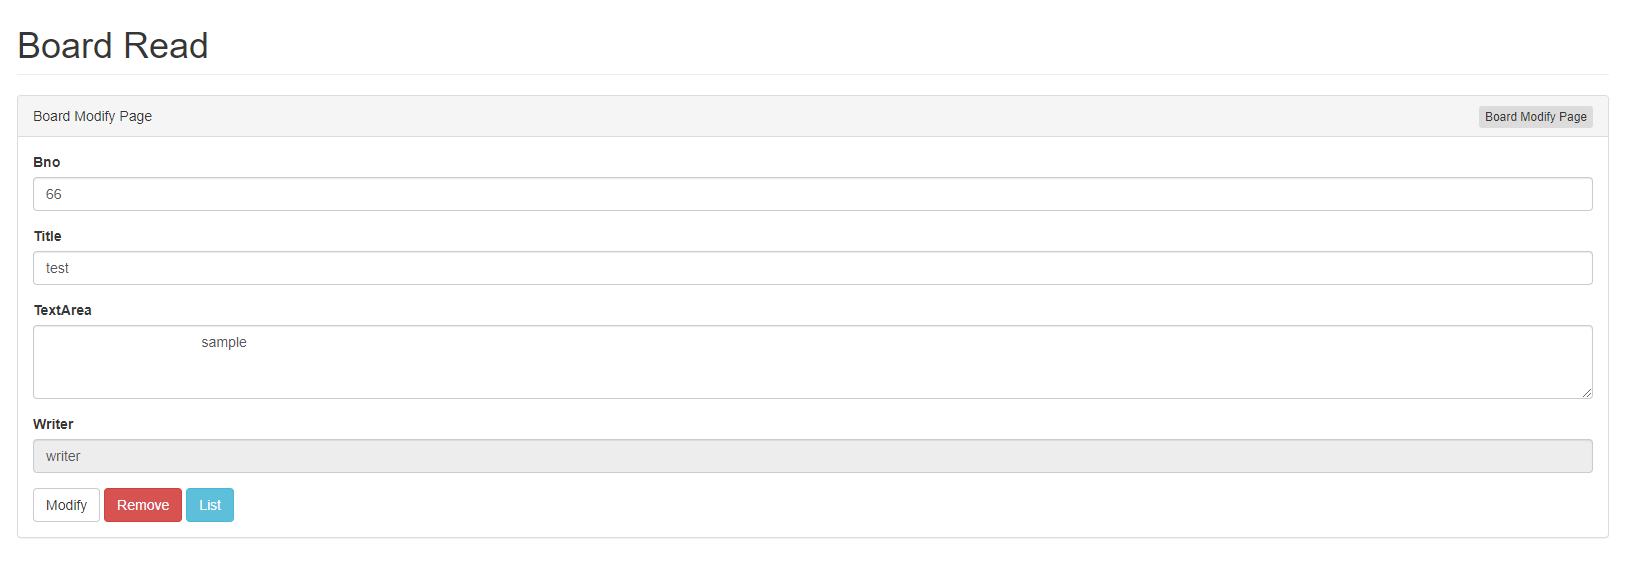 Board Read
Board Modify Page
Board Modify Page
Bno
66
Title
test
TextArea
sample
Writer
writer
Modify Remove List